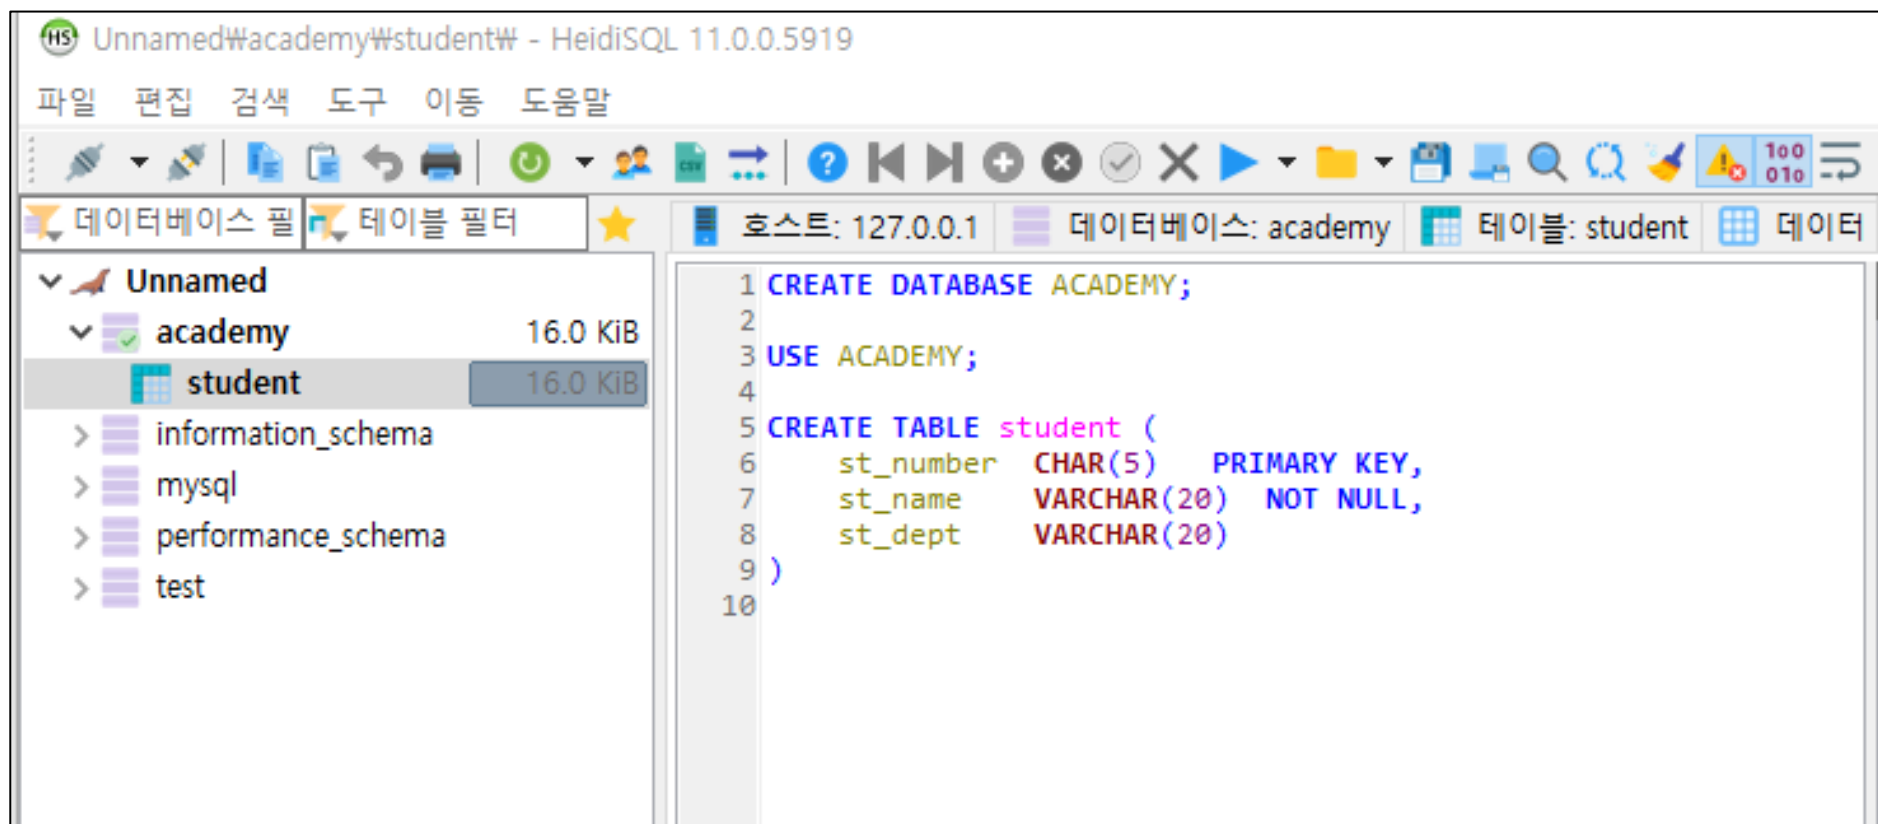 Unnamed₩academy₩student₩ - HeidiSQL 11.0.0.5919
파일 편집 검색 도구 이동 도움말
데이터베이스 필 테이블 필터 호스트: 127.0.0.1 데이터베이스: academy 테이블: student 데이터
Unnamed
academy 16.0 KiB
student 16.0 KiB
information_schema
mysql
performance_schema
test
1 CREATE DATABASE ACADEMY;
2
3 USE ACADEMY;
4
5 CREATE TABLE student (
6 st_number CHAR(5) PRIMARY KEY,
7 st_name VARCHAR(20) NOT NULL,
8 st_dept VARCHAR(20)
9 )
10